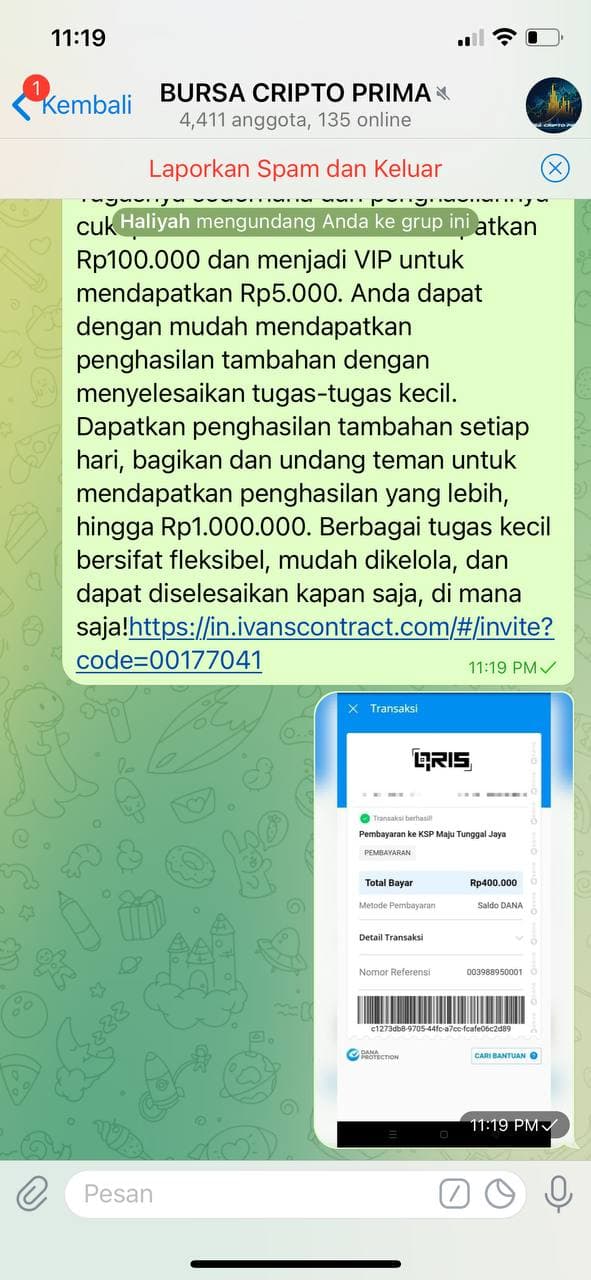 11:19
1
Kembali
BURSA CRIPTO PRIMA
4,411 anggota, 135 online
Laporkan Spam dan Keluar
Haliyah mengundang Anda ke grup ini
cuk atkan
Rp100.000 dan menjadi VIP untuk
mendapatkan Rp5.000. Anda dapat
dengan mudah mendapatkan
penghasilan tambahan dengan
menyelesaikan tugas-tugas kecil.
Dapatkan penghasilan tambahan setiap
hari, bagikan dan undang teman untuk
mendapatkan penghasilan yang lebih,
hingga Rp1.000.000. Berbagai tugas kecil
bersifat fleksibel, mudah dikelola, dan
dapat diselesaikan kapan saja, di mana
saja!https://in.ivanscontract.com/#/invite?
code=00177041
11:19 PM
Transaksi
QRIS
Transaksi berhasil!
Pembayaran ke KSP Maju Tunggal Jaya
PEMBAYARAN
Total Bayar Rp400.000
Metode Pembayaran Saldo DANA
Detail Transaksi
Nomor Referensi 003988950001
c1273db8-9705-44fc-a7cc-fcafe06c2d89
DANA PROTECTION
CARI BANTUAN
11:19 PM
Pesan